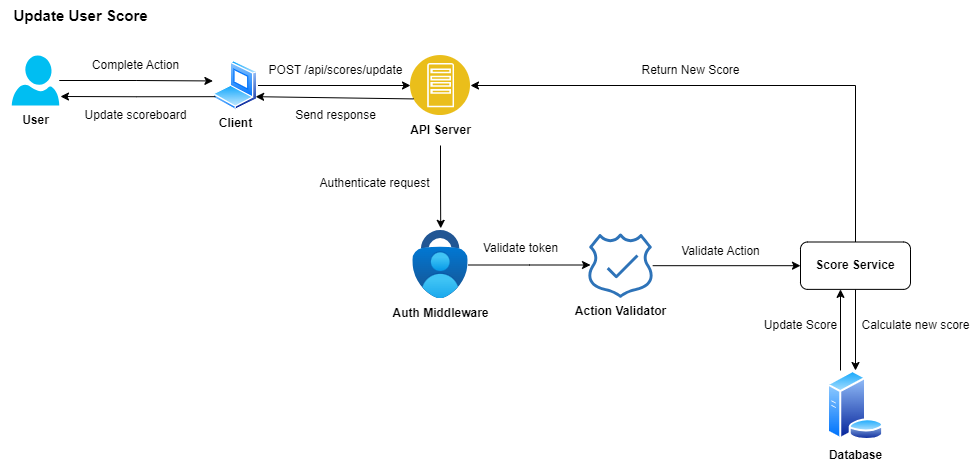 Update User Score
Complete Action
POST /api/scores/update
Return New Score
Update scoreboard
Send response
User
Client
API Server
Authenticate request
Validate token
Validate Action
Score Service
Auth Middleware
Action Validator
Update Score
Calculate new score
Database